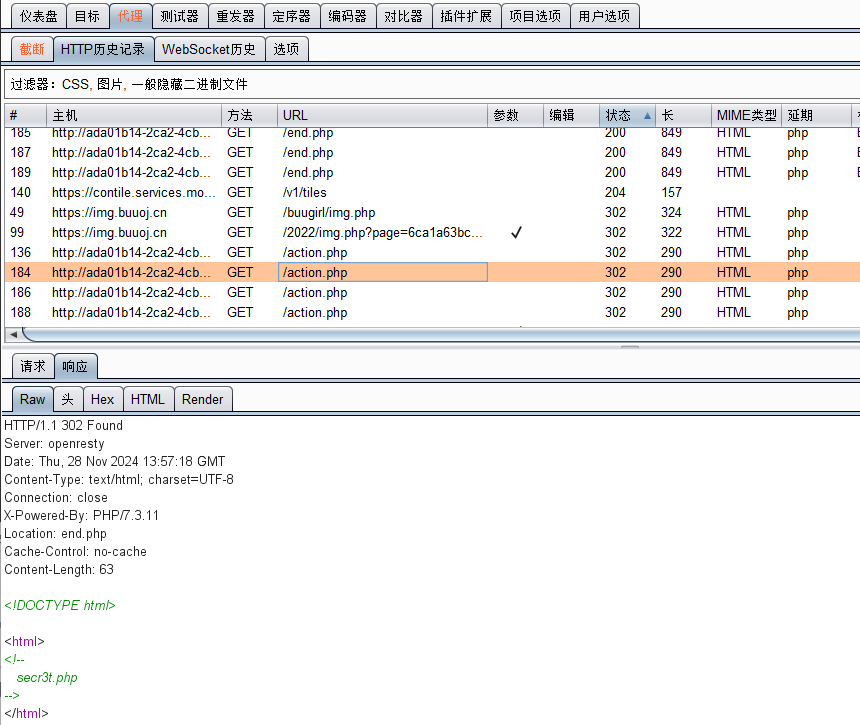 仪表盘 目标 代理 测试器 重发器 定序器 编码器 对比器 插件扩展 项目选项 用户选项
截断 HTTP历史记录 WebSocket历史 选项
过滤器：CSS, 图片, 一般隐藏二进制文件
# 主机 方法 URL 参数 编辑 状态 长 MIME类型 延期
185 http://ada01b14-2ca2-4cb... GET /end.php 200 849 HTML php
187 http://ada01b14-2ca2-4cb... GET /end.php 200 849 HTML php
189 http://ada01b14-2ca2-4cb... GET /end.php 200 849 HTML php
140 https://contile.services.mo... GET /v1/tiles 204 157
49 https://img.buuoj.cn GET /buugirl/img.php 302 324 HTML php
99 https://img.buuoj.cn GET /2022/img.php?page=6ca1a63bc... ✓ 302 322 HTML php
136 http://ada01b14-2ca2-4cb... GET /action.php 302 290 HTML php
184 http://ada01b14-2ca2-4cb... GET /action.php 302 290 HTML php
186 http://ada01b14-2ca2-4cb... GET /action.php 302 290 HTML php
188 http://ada01b14-2ca2-4cb... GET /action.php 302 290 HTML php
请求 响应
Raw 头 Hex HTML Render
HTTP/1.1 302 Found
Server: openresty
Date: Thu, 28 Nov 2024 13:57:18 GMT
Content-Type: text/html; charset=UTF-8
Connection: close
X-Powered-By: PHP/7.3.11
Location: end.php
Cache-Control: no-cache
Content-Length: 63
<!DOCTYPE html>
<html>
<!--
secr3t.php
-->
</html>